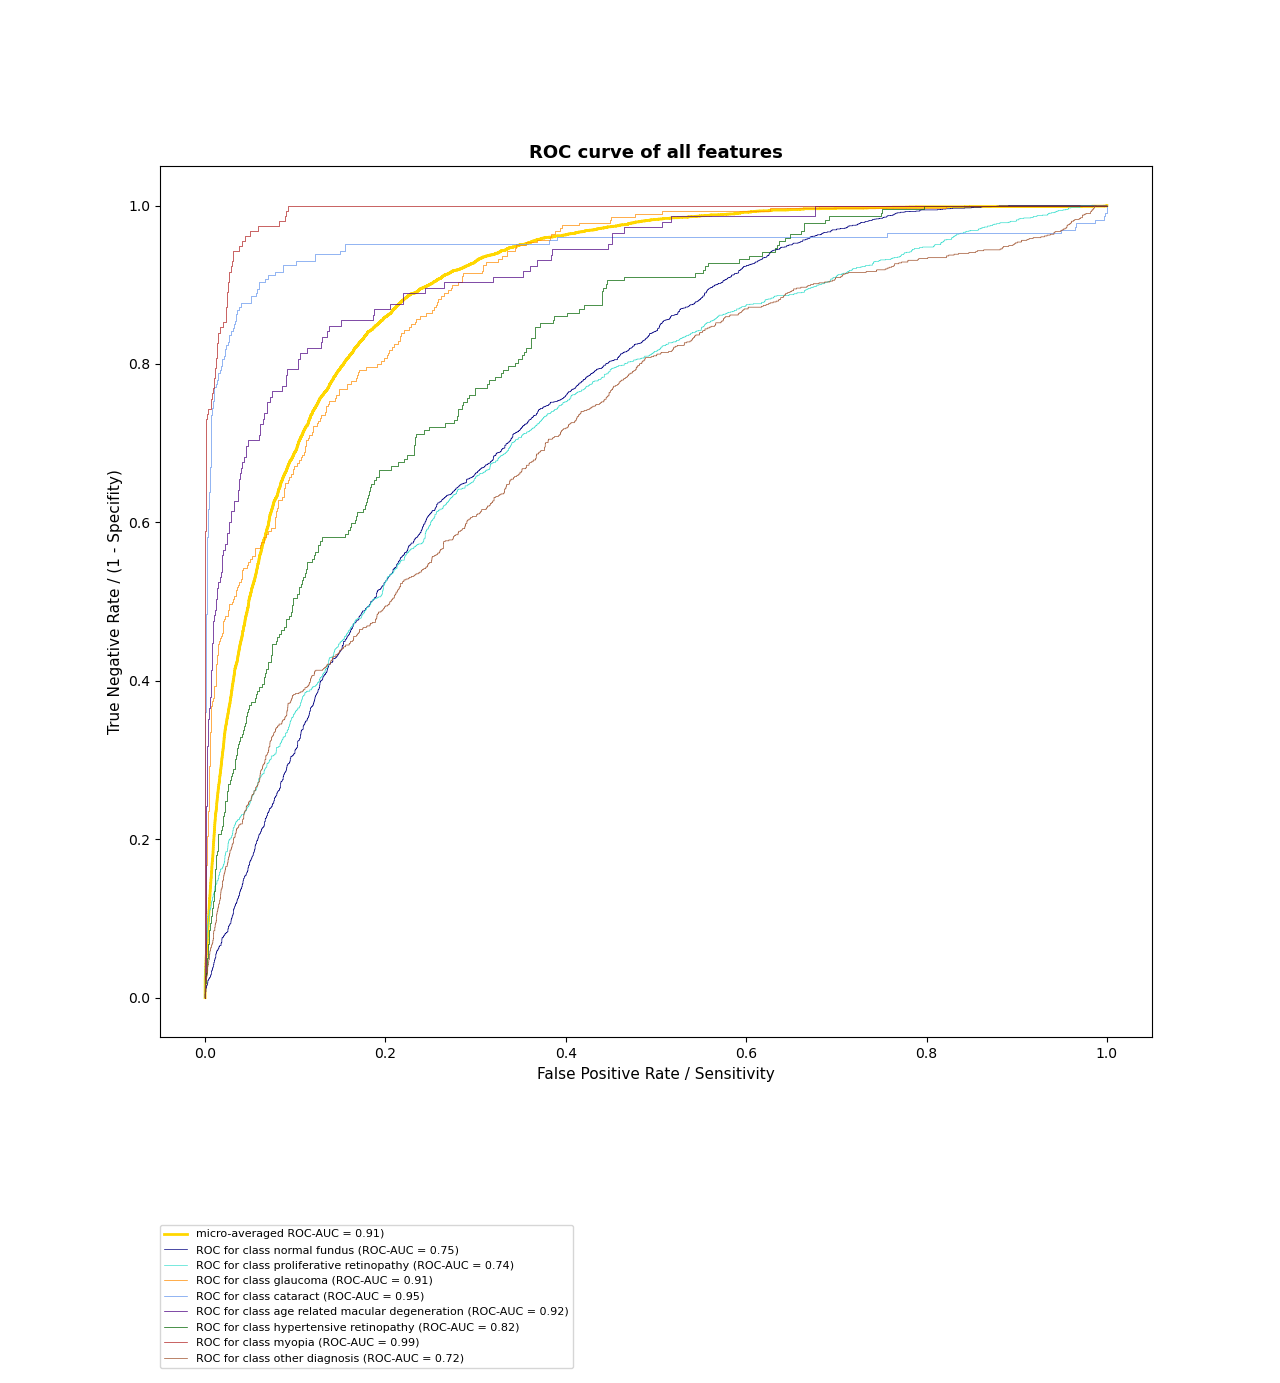 ROC curve of all features
True Negative Rate / (1 - Specifity)
1.0
0.8
0.6
0.4
0.2
0.0
0.0 0.2 0.4 0.6 0.8 1.0
False Positive Rate / Sensitivity
micro-averaged ROC-AUC = 0.91)
ROC for class normal fundus (ROC-AUC = 0.75)
ROC for class proliferative retinopathy (ROC-AUC = 0.74)
ROC for class glaucoma (ROC-AUC = 0.91)
ROC for class cataract (ROC-AUC = 0.95)
ROC for class age related macular degeneration (ROC-AUC = 0.92)
ROC for class hypertensive retinopathy (ROC-AUC = 0.82)
ROC for class myopia (ROC-AUC = 0.99)
ROC for class other diagnosis (ROC-AUC = 0.72)